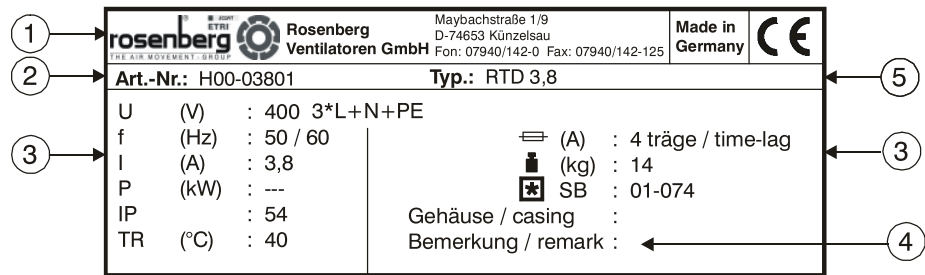 1
rosenberg
ETRI
THE AIR MOVEMENT GROUP
Rosenberg
Ventilatoren GmbH
Maybachstraße 1/9
D-74653 Künzelsau
Fon: 07940/142-0 Fax: 07940/142-125
Made in
Germany
CE
2
Art.-Nr.: H00-03801
Typ.: RTD 3,8
5
3
U (V) : 400 3*L+N+PE
f (Hz) : 50 / 60
I (A) : 3,8
P (kW) : ---
IP : 54
TR (°C) : 40
(A) : 4 träge / time-lag
(kg) : 14
* SB : 01-074
Gehäuse / casing :
Bemerkung / remark :
3
4